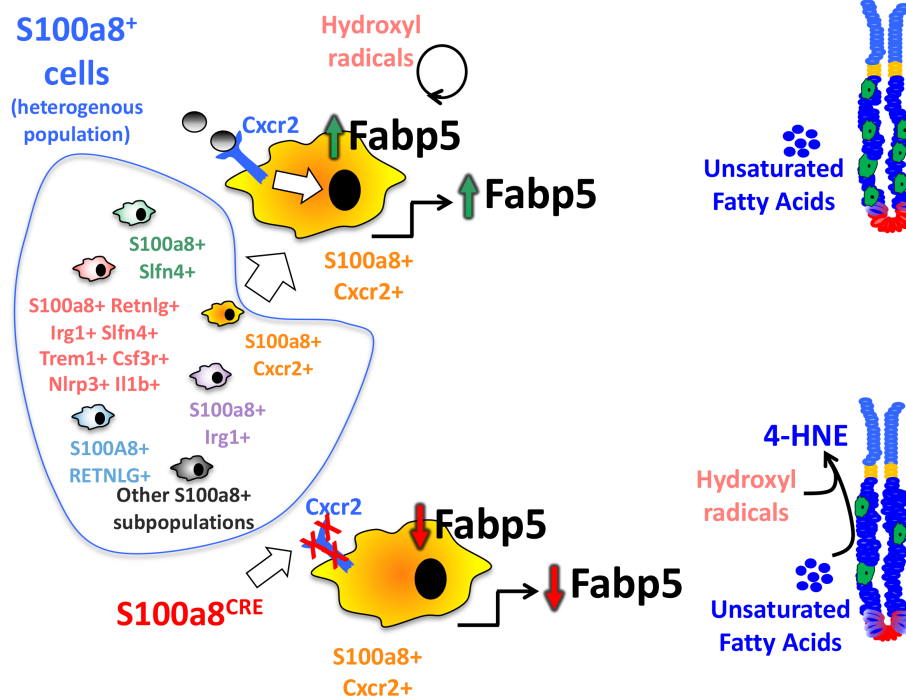 S100a8+
cells
(heterogenous
population)
Hydroxyl
radicals
Cxcr2
Fabp5
Fabp5
S100a8+
Cxcr2+
Unsaturated
Fatty Acids
S100a8+
Slfn4+
S100a8+ Retnlg+
Irg1+ Slfn4+
Trem1+ Csf3r+
Nlrp3+ Il1b+
S100a8+
Cxcr2+
S100a8+
Irg1+
S100A8+
RETNLG+
Other S100a8+
subpopulations
Cxcr2
Fabp5
Fabp5
S100a8CRE
S100a8+
Cxcr2+
4-HNE
Hydroxyl
radicals
Unsaturated
Fatty Acids